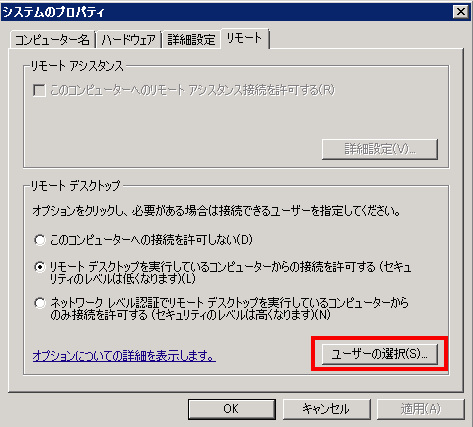 システムのプロパティ
コンピューター名 ハードウェア 詳細設定 リモート
リモート アシスタンス
このコンピューターへのリモート アシスタンス接続を許可する(R)
詳細設定(V)...
リモート デスクトップ
オプションをクリックし、必要がある場合は接続できるユーザーを指定してください。
このコンピューターへの接続を許可しない(D)
リモート デスクトップを実行しているコンピューターからの接続を許可する (セキュ
リティのレベルは低くなります)(L)
ネットワーク レベル認証でリモート デスクトップを実行しているコンピューターから
のみ接続を許可する (セキュリティのレベルは高くなります)(N)
オプションについての詳細を表示します。
ユーザーの選択(S)...
OK キャンセル 適用(A)